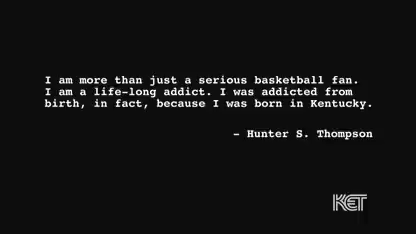 I am more than just a serious basketball fan.
I am a life-long addict. I was addicted from
birth, in fact, because I was born in Kentucky.
- Hunter S. Thompson
KET